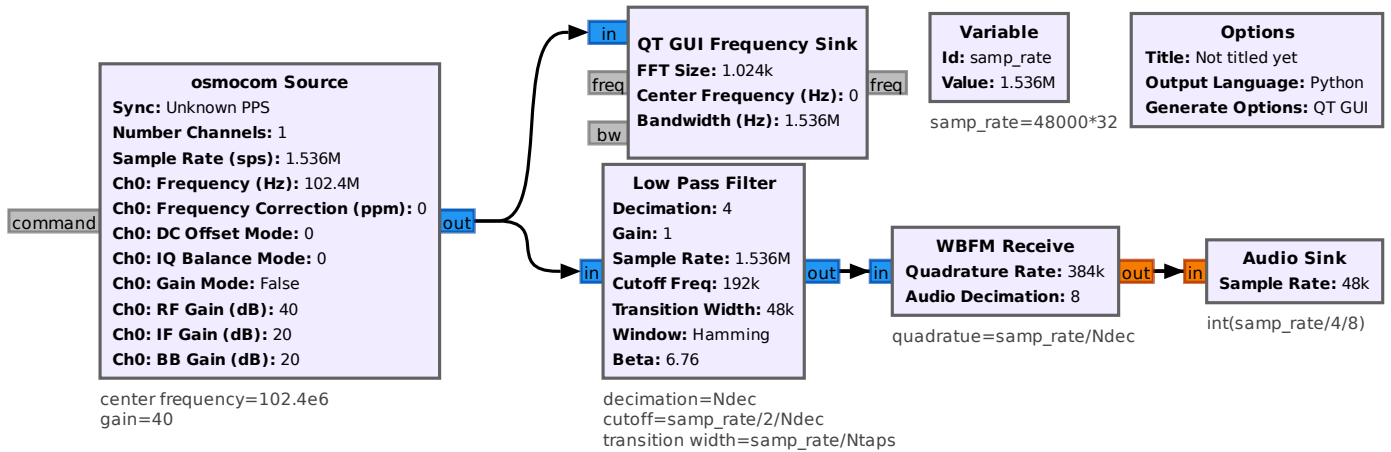 osmocom Source
Sync: Unknown PPS
Number Channels: 1
Sample Rate (sps): 1.536M
Ch0: Frequency (Hz): 102.4M
Ch0: Frequency Correction (ppm): 0
Ch0: DC Offset Mode: 0
Ch0: IQ Balance Mode: 0
Ch0: Gain Mode: False
Ch0: RF Gain (dB): 40
Ch0: IF Gain (dB): 20
Ch0: BB Gain (dB): 20
command
out
center frequency=102.4e6
gain=40
in
freq
bw
QT GUI Frequency Sink
FFT Size: 1.024k
Center Frequency (Hz): 0
Bandwidth (Hz): 1.536M
freq
Variable
Id: samp_rate
Value: 1.536M
samp_rate=48000*32
Options
Title: Not titled yet
Output Language: Python
Generate Options: QT GUI
in
Low Pass Filter
Decimation: 4
Gain: 1
Sample Rate: 1.536M
Cutoff Freq: 192k
Transition Width: 48k
Window: Hamming
Beta: 6.76
out
decimation=Ndec
cutoff=samp_rate/2/Ndec
transition width=samp_rate/Ntaps
in
WBFM Receive
Quadrature Rate: 384k
Audio Decimation: 8
out
quadratue=samp_rate/Ndec
in
Audio Sink
Sample Rate: 48k
int(samp_rate/4/8)